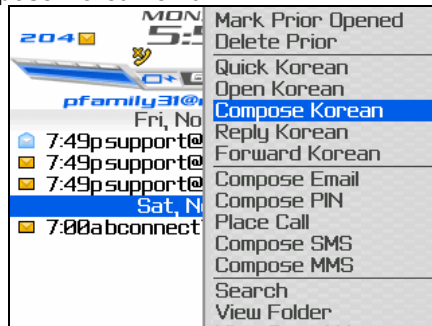 MON
204
5:5
pfamily31@
Fri, No
7:49p support@
7:49p support@
7:49p support@
Sat, N
7:00a bconnect
Mark Prior Opened
Delete Prior
Quick Korean
Open Korean
Compose Korean
Reply Korean
Forward Korean
Compose Email
Compose PIN
Place Call
Compose SMS
Compose MMS
Search
View Folder